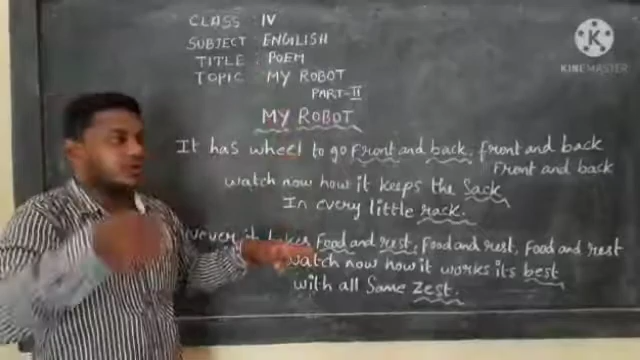 CLASS : IV
SUBJECT : ENGLISH
TITLE : POEM
TOPIC : MY ROBOT
PART-II
MY ROBOT
It has wheel to go front and back, front and back
Front and back
watch now how it keeps the Sack
In every little rack.
it takes Food and rest, food and rest, food and rest
watch now how it works its best
with all Same Zest.
K
KINEMASTER